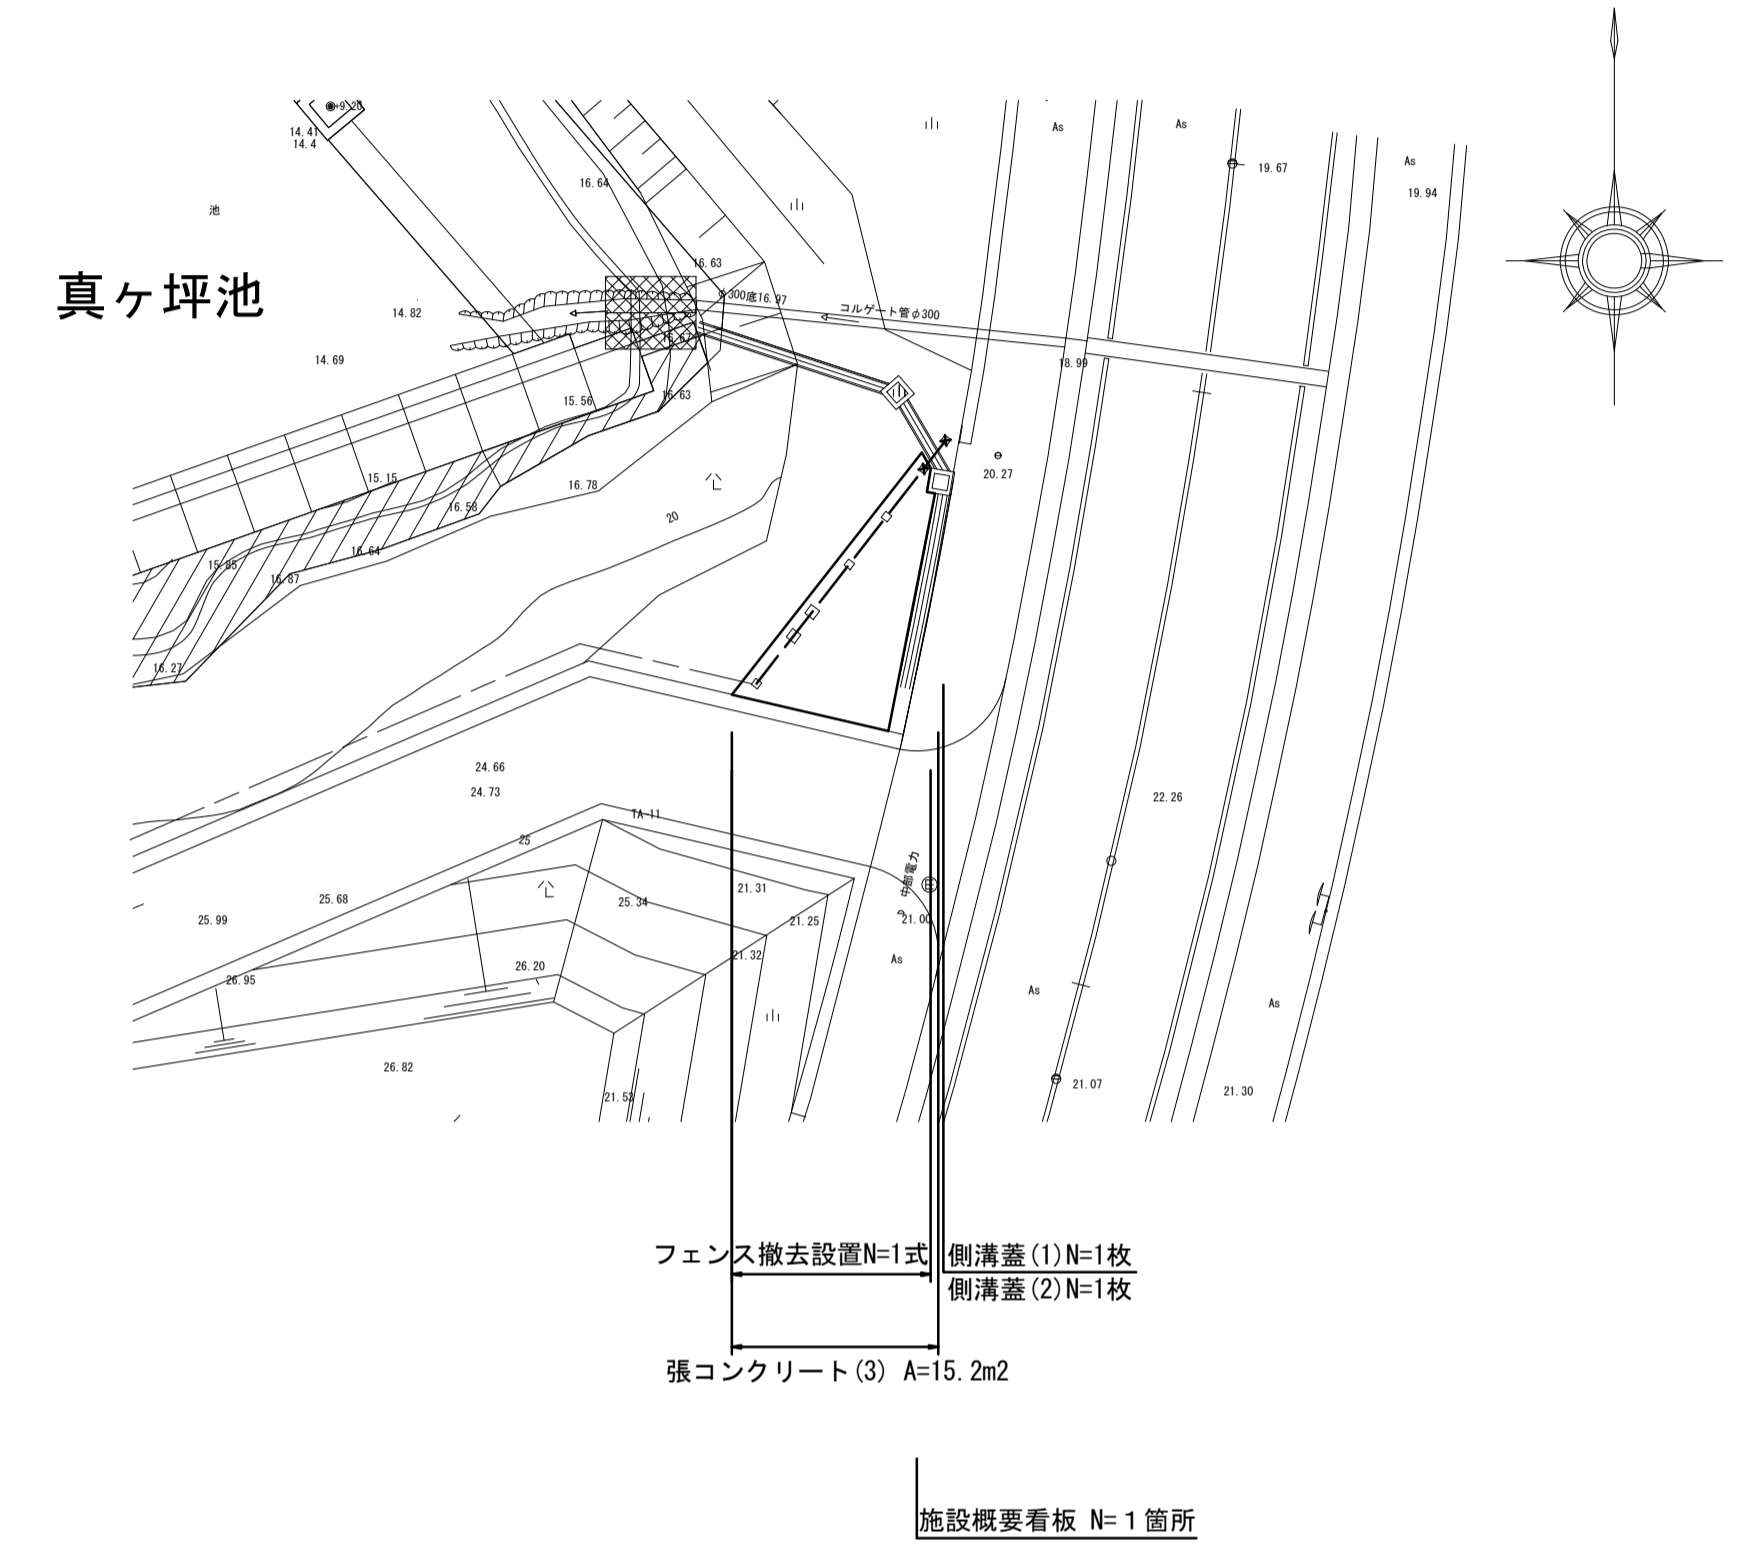 +9.20
14.41
14.4
池
16.64
As
As
19.67
As
19.94
真ヶ坪池
16.63
φ300底16.97
コルゲート管φ300
14.82
14.69
18.99
15.56
16.63
20.27
15.15
16.78
16.58
20
16.64
15.85
16.87
16.27
24.66
24.73
TA-11
25
22.26
中部電力
21.31
25.34
21.25
21.00
25.68
25.99
21.32
As
26.20
26.95
As
As
26.82
21.53
21.07
21.30
フェンス撤去設置N=1式
側溝蓋(1)N=1枚
側溝蓋(2)N=1枚
張コンクリート(3) A=15.2m2
施設概要看板 N=１箇所